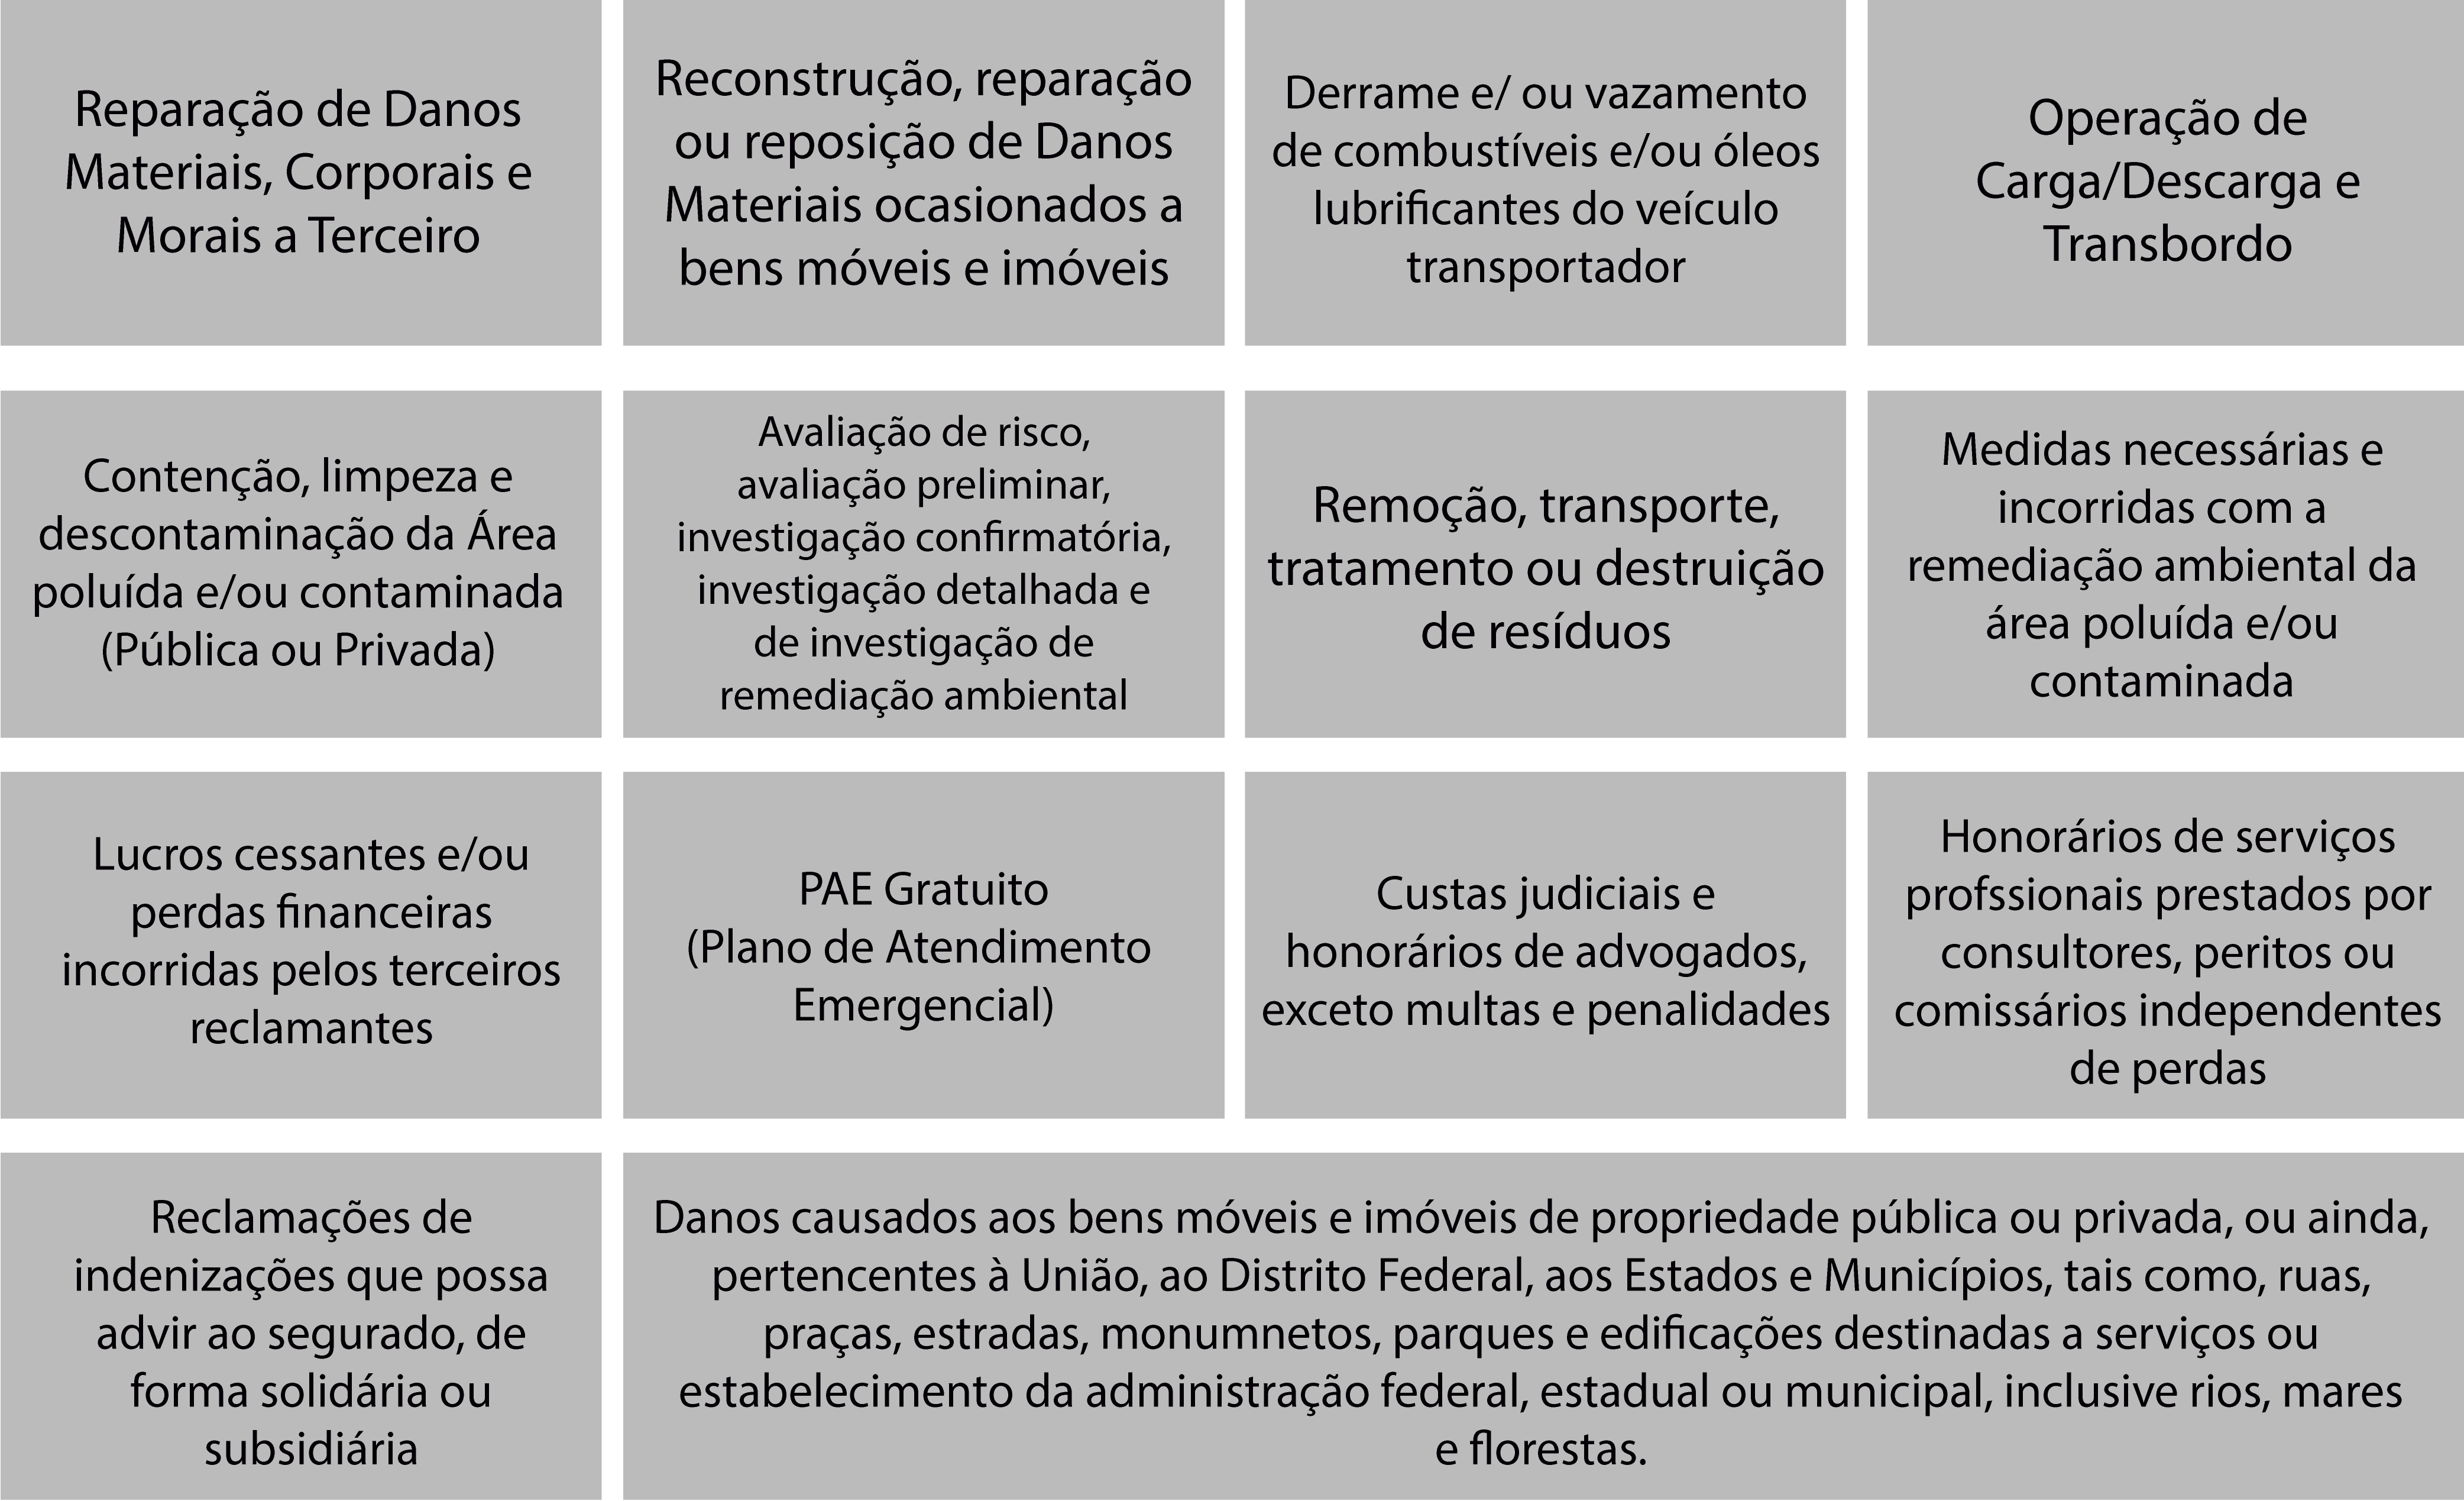 Reparação de Danos
Materiais, Corporais e
Morais a Terceiro
Reconstrução, reparação
ou reposição de Danos
Materiais ocasionados a
bens móveis e imóveis
Derrame e/ ou vazamento
de combustíveis e/ou óleos
lubrificantes do veículo
transportador
Operação de
Carga/Descarga e
Transbordo
Contenção, limpeza e
descontaminação da Área
poluída e/ou contaminada
(Pública ou Privada)
Avaliação de risco,
avaliação preliminar,
investigação confirmatória,
investigação detalhada e
de investigação de
remediação ambiental
Remoção, transporte,
tratamento ou destruição
de resíduos
Medidas necessárias e
incorridas com a
remediação ambiental da
área poluída e/ou
contaminada
Lucros cessantes e/ou
perdas financeiras
incorridas pelos terceiros
reclamantes
PAE Gratuito
(Plano de Atendimento
Emergencial)
Custas judiciais e
honorários de advogados,
exceto multas e penalidades
Honorários de serviços
profssionais prestados por
consultores, peritos ou
comissários independentes
de perdas
Reclamações de
indenizações que possa
advir ao segurado, de
forma solidária ou
subsidiária
Danos causados aos bens móveis e imóveis de propriedade pública ou privada, ou ainda,
pertencentes à União, ao Distrito Federal, aos Estados e Municípios, tais como, ruas,
praças, estradas, monumnetos, parques e edificações destinadas a serviços ou
estabelecimento da administração federal, estadual ou municipal, inclusive rios, mares
e florestas.